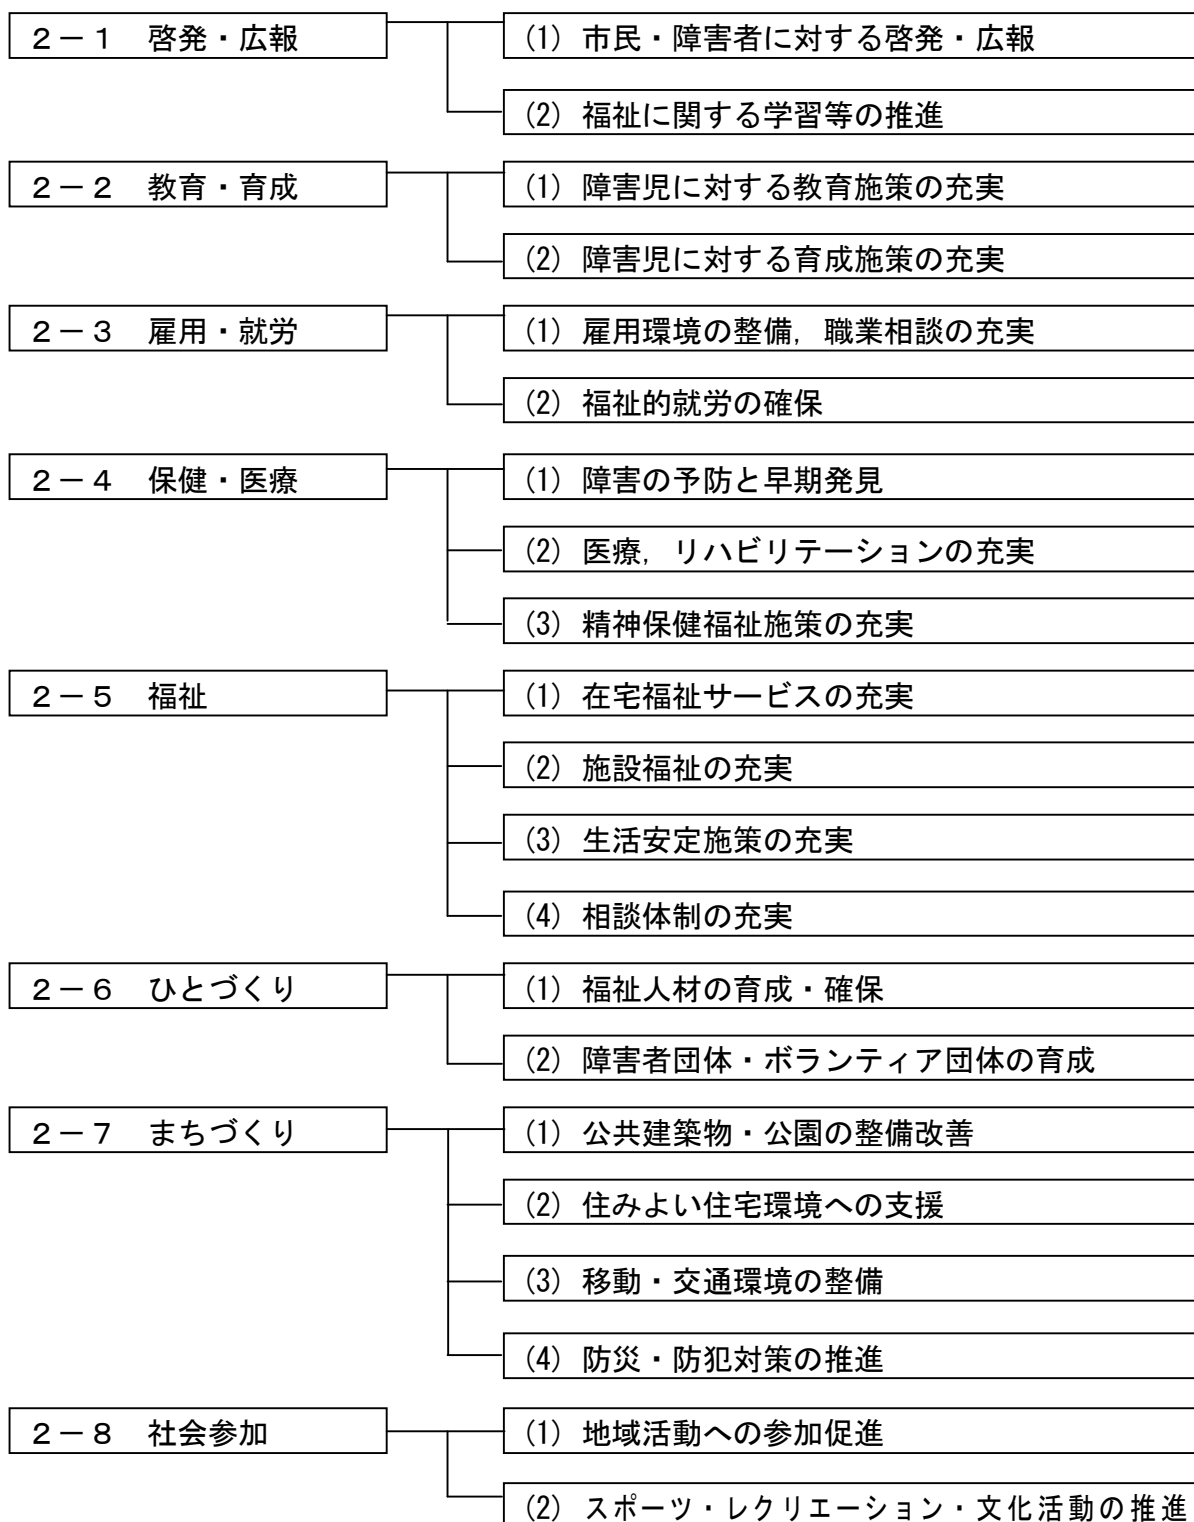 ２－１　啓発・広報
(1) 市民・障害者に対する啓発・広報
(2) 福祉に関する学習等の推進
２－２　教育・育成
(1) 障害児に対する教育施策の充実
(2) 障害児に対する育成施策の充実
２－３　雇用・就労
(1) 雇用環境の整備，職業相談の充実
(2) 福祉的就労の確保
２－４　保健・医療
(1) 障害の予防と早期発見
(2) 医療，リハビリテーションの充実
(3) 精神保健福祉施策の充実
２－５　福祉
(1) 在宅福祉サービスの充実
(2) 施設福祉の充実
(3) 生活安定施策の充実
(4) 相談体制の充実
２－６　ひとづくり
(1) 福祉人材の育成・確保
(2) 障害者団体・ボランティア団体の育成
２－７　まちづくり
(1) 公共建築物・公園の整備改善
(2) 住みよい住宅環境への支援
(3) 移動・交通環境の整備
(4) 防災・防犯対策の推進
２－８　社会参加
(1) 地域活動への参加促進
(2) スポーツ・レクリエーション・文化活動の推進